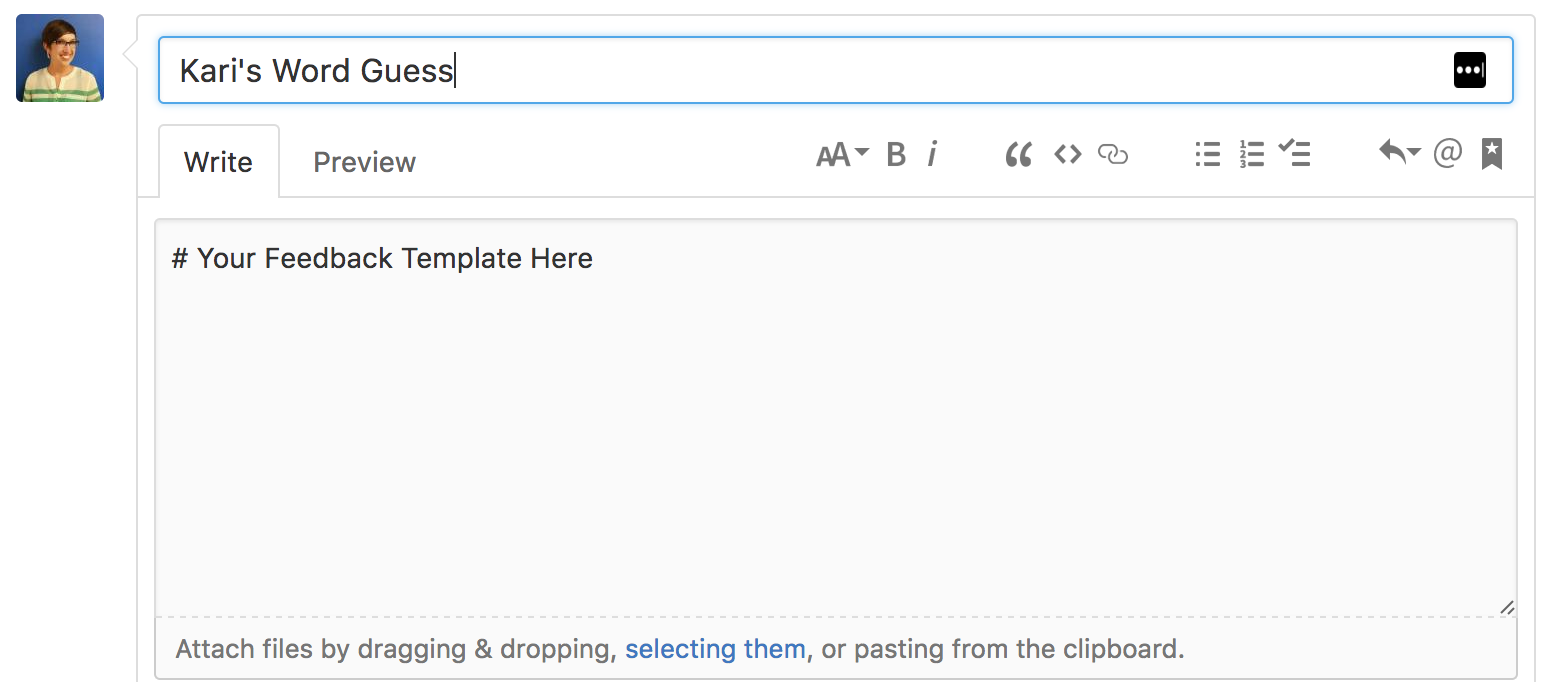 Kari's Word Guess
Write Preview
# Your Feedback Template Here
Attach files by dragging & dropping, selecting them, or pasting from the clipboard.